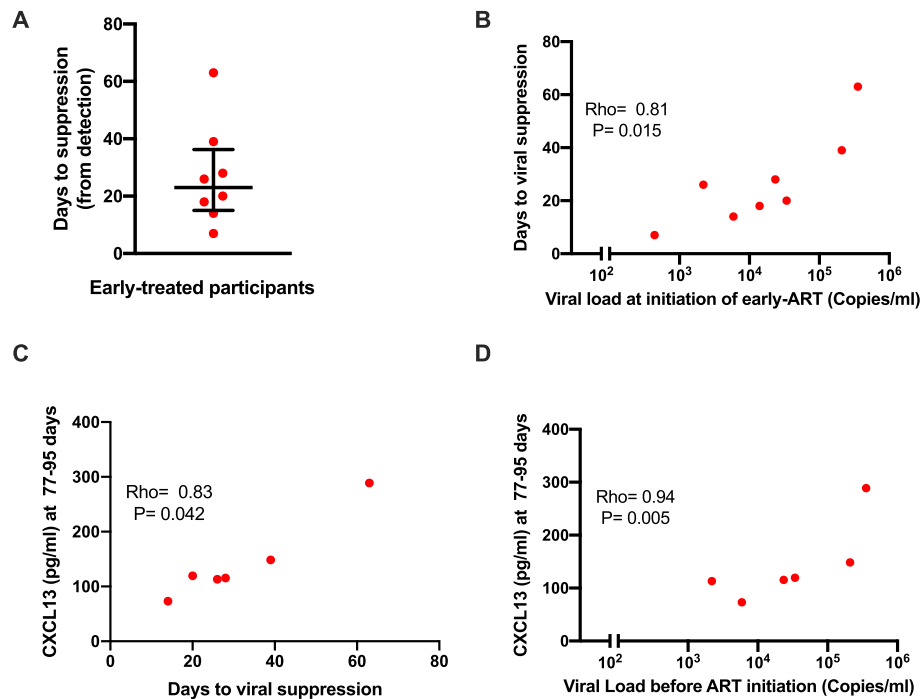 A
Days to suppression
(from detection)
80
60
40
20
0
Early-treated participants
B
Days to viral suppression
80
60
40
20
0
Rho= 0.81
P= 0.015
10² 10³ 10⁴ 10⁵ 10⁶
Viral load at initiation of early-ART (Copies/ml)
C
CXCL13 (pg/ml) at 77-95 days
400
300
200
100
0
Rho= 0.83
P= 0.042
0 20 40 60 80
Days to viral suppression
D
CXCL13 (pg/ml) at 77-95 days
400
300
200
100
0
Rho= 0.94
P= 0.005
10² 10³ 10⁴ 10⁵ 10⁶
Viral Load before ART initiation (Copies/ml)